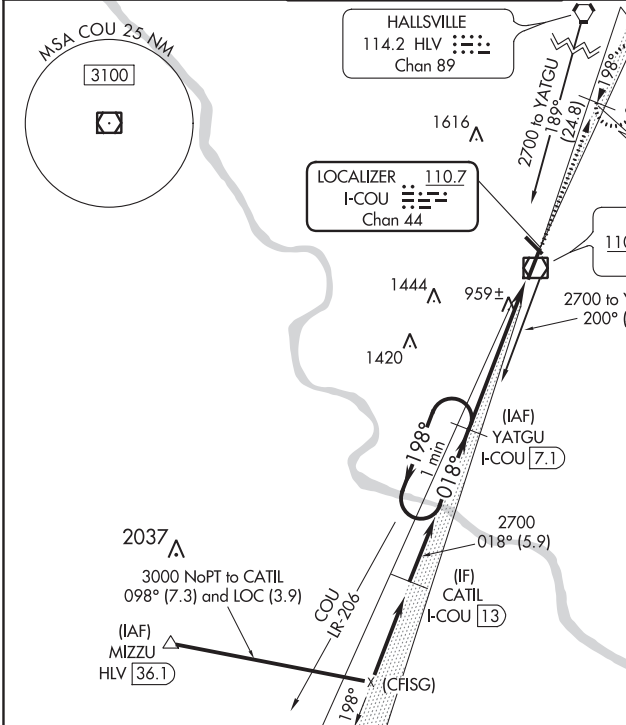 MSA COU 25 NM
3100
HALLSVILLE
114.2 HLV
Chan 89
2700 to YATGU
189°
(24.8)
198°
1616
LOCALIZER 110.7
I-COU
Chan 44
110
1444
959±
2700 to Y
200° (
1420
(IAF)
YATGU
I-COU 7.1
198°
1 min
018°
2700
018° (5.9)
2037
3000 NoPT to CATIL
098° (7.3) and LOC (3.9)
COU
LR-206
(IF)
CATIL
I-COU 13
(IAF)
MIZZU
HLV 36.1
(CFISG)
198°